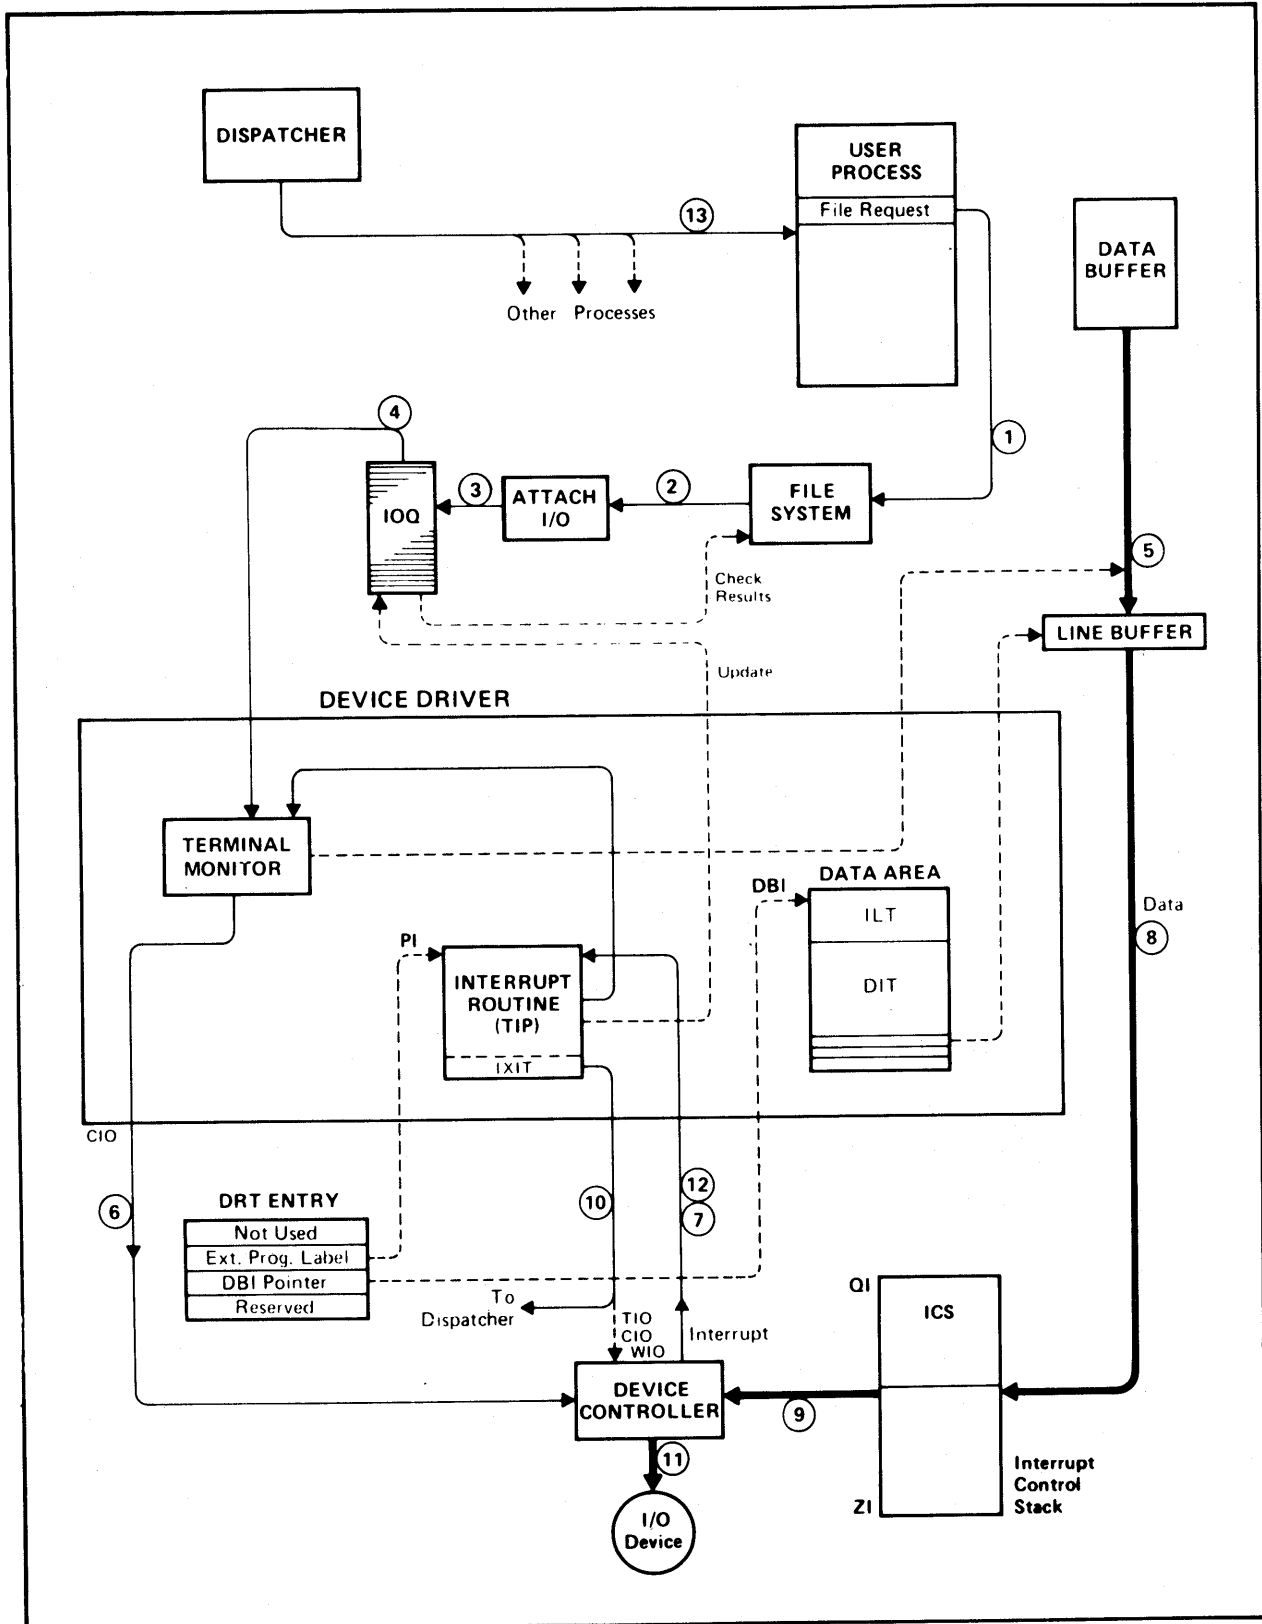 DISPATCHER
USER
PROCESS
File Request
13
DATA
BUFFER
Other Processes
4
1
3
ATTACH
I/O
2
FILE
SYSTEM
IOQ
5
Check
Results
LINE BUFFER
Update
DEVICE DRIVER
TERMINAL
MONITOR
DATA AREA
DBI
ILT
Data
8
PI
INTERRUPT
ROUTINE
(TIP)
DIT
IXIT
CIO
6
DRT ENTRY
10
12
7
Not Used
Ext. Prog. Label
DBI Pointer
Reserved
To
Dispatcher
TIO
CIO
WIO
Interrupt
QI
ICS
DEVICE
CONTROLLER
9
11
Interrupt
Control
Stack
ZI
I/O
Device